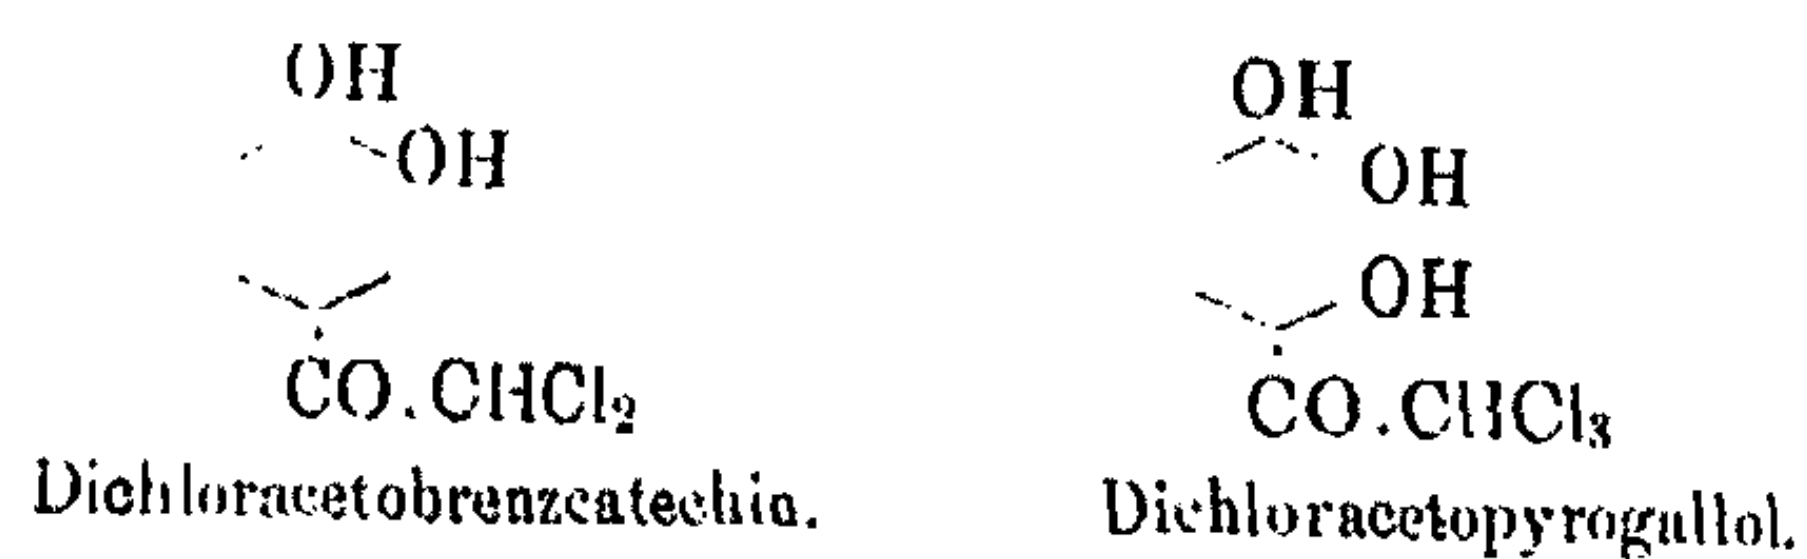 OH OH
OH OH
OH
CO.CHCl₂ CO.CHCl₃
Dichloracetobrenzcatechin. Dichloracetopyrogallol.